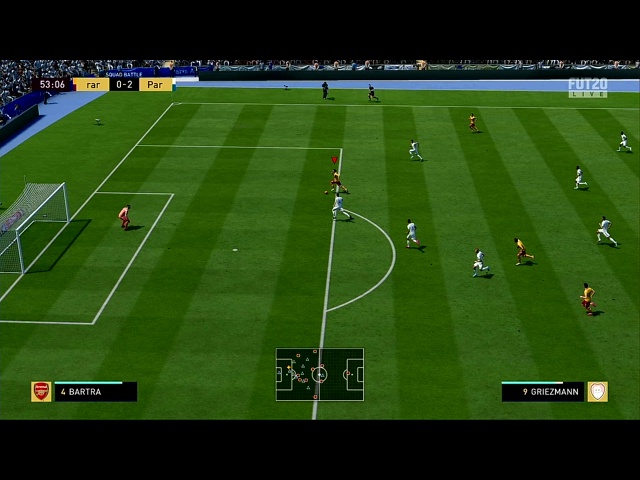 SQUAD BATTLE
53:06 rar 0-2 Par
FUT20
LIVE
4 BARTRA
9 GRIEZMANN